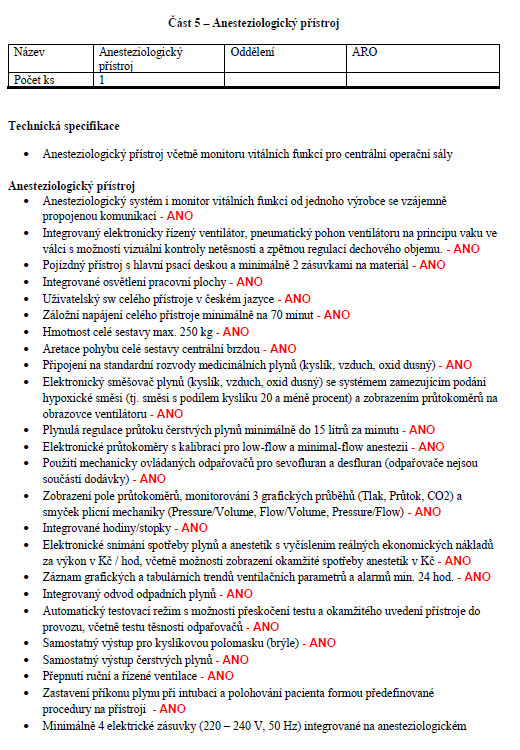 Část 5 – Anesteziologický přístroj
Název Anesteziologický přístroj Oddělení ARO
Počet ks 1
Technická specifikace
• Anesteziologický přístroj včetně monitoru vitálních funkcí pro centrální operační sály
Anesteziologický přístroj
• Anesteziologický systém i monitor vitálních funkcí od jednoho výrobce se vzájemně
propojenou komunikací - ANO
• Integrovaný elektronicky řízený ventilátor, pneumatický pohon ventilátoru na principu vaku ve
válci s možností vizuální kontroly netěsností a zpětnou regulací dechového objemu. - ANO
• Pojízdný přístroj s hlavní psací deskou a minimálně 2 zásuvkami na materiál - ANO
• Integrované osvětlení pracovní plochy - ANO
• Uživatelský sw celého přístroje v českém jazyce - ANO
• Záložní napájení celého přístroje minimálně na 70 minut - ANO
• Hmotnost celé sestavy max. 250 kg - ANO
• Aretace pohybu celé sestavy centrální brzdou - ANO
• Připojení na standardní rozvody medicinálních plynů (kyslík, vzduch, oxid dusný) - ANO
• Elektronický směšovač plynů (kyslík, vzduch, oxid dusný) se systémem zamezujícím podání
hypoxické směsi (tj. směsi s podílem kyslíku 20 a méně procent) a zobrazením průtokoměrů na
obrazovce ventilátoru - ANO
• Plynulá regulace průtoku čerstvých plynů minimálně do 15 litrů za minutu - ANO
• Elektronické průtokoměry s kalibrací pro low-flow a minimal-flow anestezii - ANO
• Použití mechanicky ovládaných odpařovačů pro sevofluran a desfluran (odpařovače nejsou
součástí dodávky) - ANO
• Zobrazení pole průtokoměrů, monitorování 3 grafických průběhů (Tlak, Průtok, CO2) a
smyček plicní mechaniky (Pressure/Volume, Flow/Volume, Pressure/Flow) - ANO
• Integrované hodiny/stopky - ANO
• Elektronické snímání spotřeby plynů a anestetik s vyčíslením reálných ekonomických nákladů
za výkon v Kč / hod, včetně možnosti zobrazení okamžité spotřeby anestetik v Kč - ANO
• Záznam grafických a tabulárních trendů ventilačních parametrů a alarmů min. 24 hod. - ANO
• Integrovaný odvod odpadních plynů - ANO
• Automatický testovací režim s možností přeskočení testu a okamžitého uvedení přístroje do
provozu, včetně testu těsnosti odpařovačů - ANO
• Samostatný výstup pro kyslíkovou polomasku (brýle) - ANO
• Samostatný výstup čerstvých plynů - ANO
• Přepnutí ruční a řízené ventilace - ANO
• Zastavení příkonu plynu při intubaci a polohování pacienta formou předefinované
procedury na přístroji - ANO
• Minimálně 4 elektrické zásuvky (220 – 240 V, 50 Hz) integrované na anesteziologickém